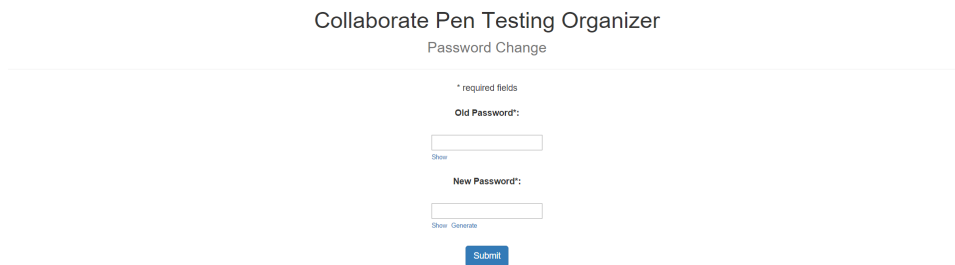 Collaborate Pen Testing Organizer
Password Change
* required fields
Old Password*:
Show
New Password*:
Show Generate
Submit